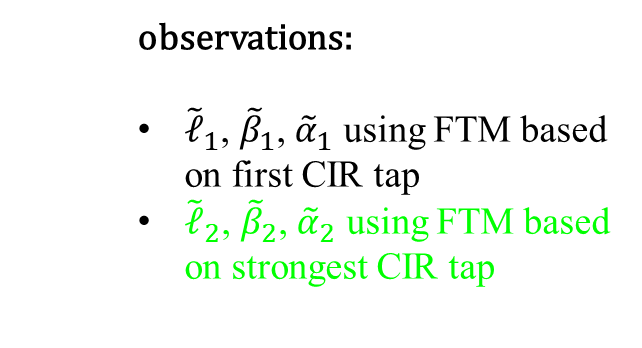 observations:
• ℓ̃₁, β̃₁, α̃₁ using FTM based
on first CIR tap
• ℓ̃₂, β̃₂, α̃₂ using FTM based
on strongest CIR tap